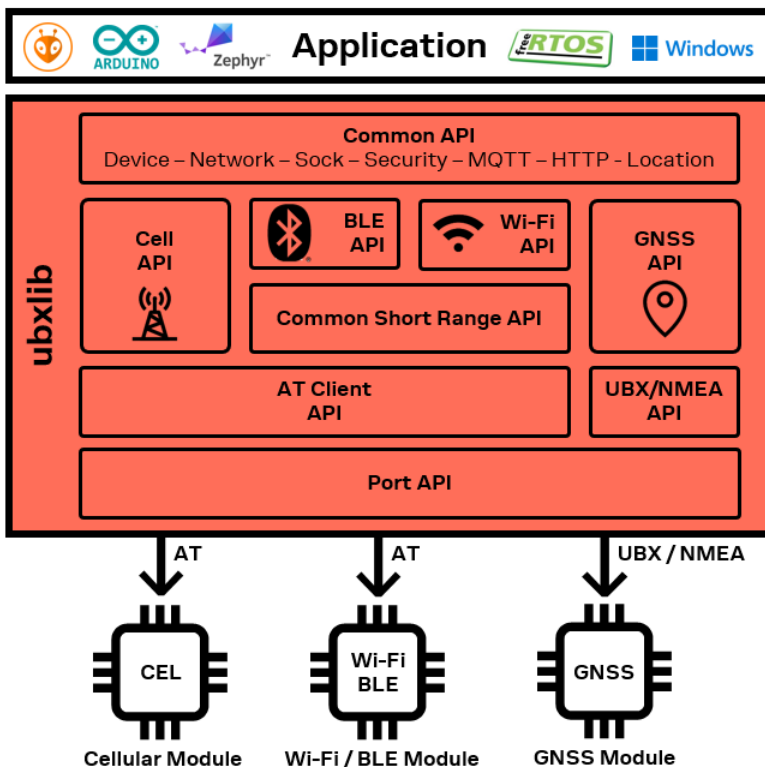 ARDUINO
Zephyr
Application
free RTOS
Windows
ubxlib
Common API
Device – Network – Sock – Security – MQTT – HTTP - Location
Cell
API
BLE
API
Wi-Fi
API
GNSS
API
Common Short Range API
AT Client
API
UBX/NMEA
API
Port API
AT
AT
UBX / NMEA
CEL
Wi-Fi
BLE
GNSS
Cellular Module
Wi-Fi / BLE Module
GNSS Module